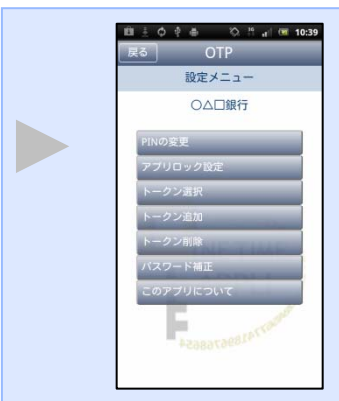 10:39
戻る OTP
設定メニュー
○△□銀行
PINの変更
アプリロック設定
トークン選択
トークン追加
トークン削除
パスワード補正
このアプリについて